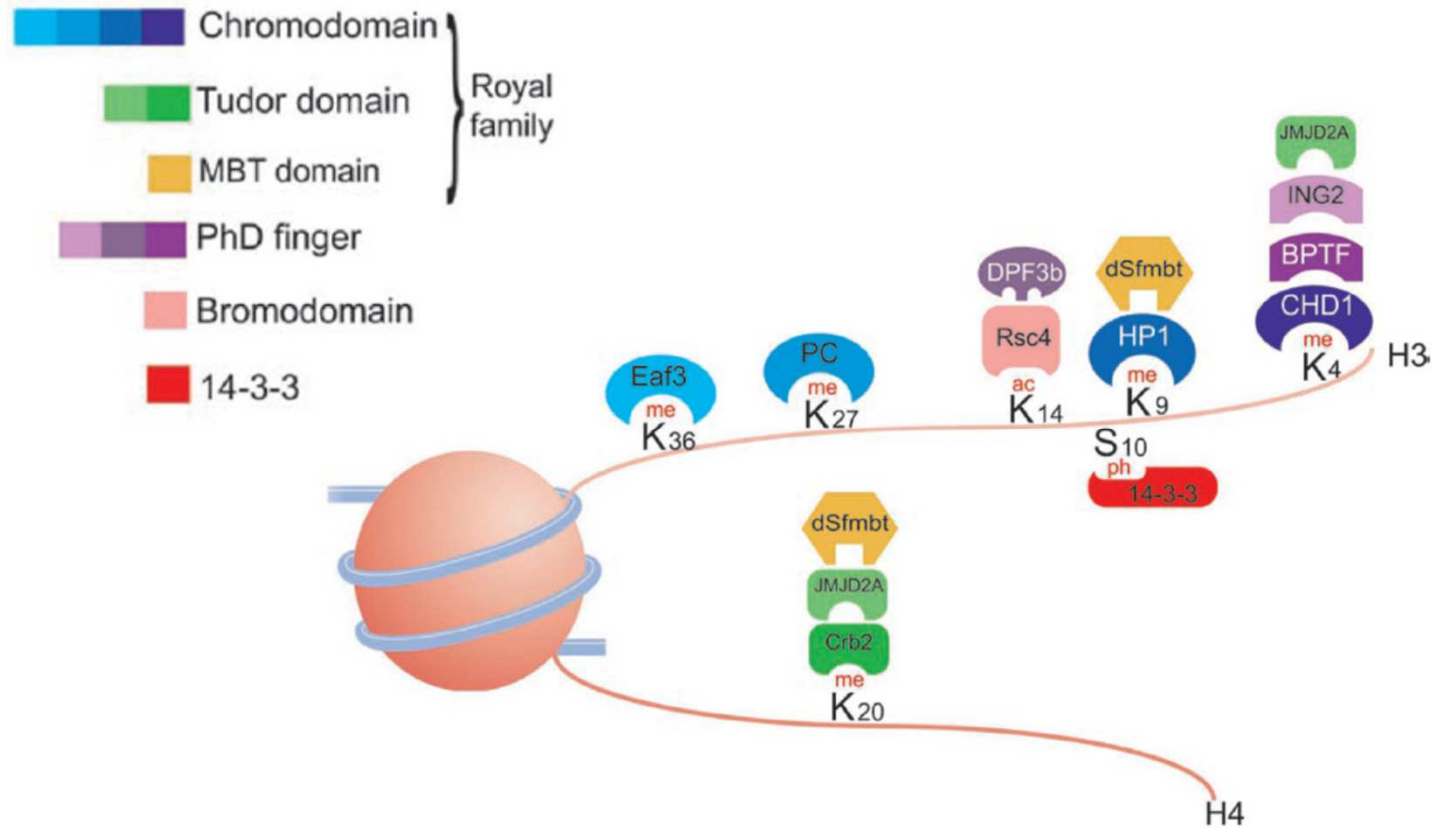 Chromodomain
Tudor domain
MBT domain
Royal
family
PhD finger
Bromodomain
14-3-3
JMJD2A
ING2
BPTF
CHD1
me
K4
H3
DPF3b
Rsc4
ac
K14
dSfmbt
HP1
me
K9
S10
ph
14-3-3
PC
me
K27
Eaf3
me
K36
dSfmbt
JMJD2A
Crb2
me
K20
H4